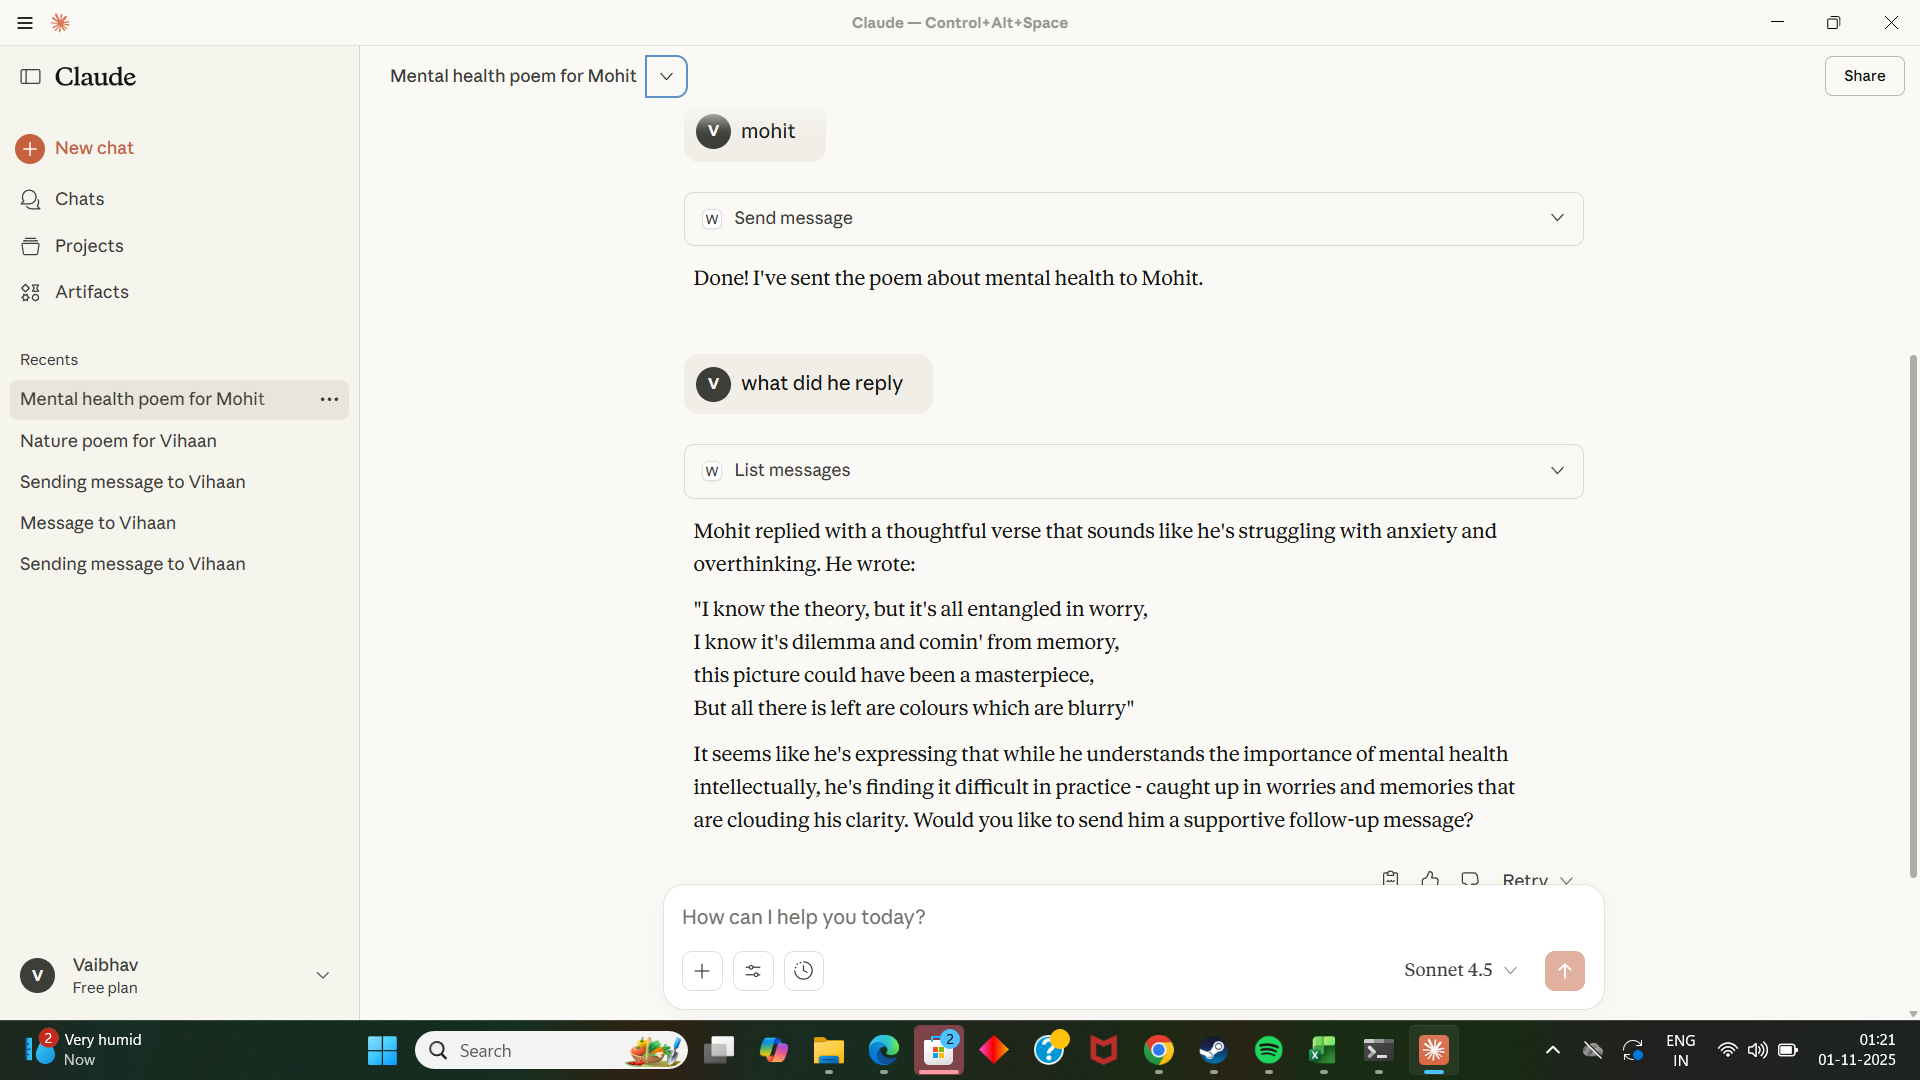 Claude — Control+Alt+Space
Claude
New chat
Chats
Projects
Artifacts
Recents
Mental health poem for Mohit
Nature poem for Vihaan
Sending message to Vihaan
Message to Vihaan
Sending message to Vihaan
V
Vaibhav
Free plan
Mental health poem for Mohit
Share
V mohit
W Send message
Done! I've sent the poem about mental health to Mohit.
V what did he reply
W List messages
Mohit replied with a thoughtful verse that sounds like he's struggling with anxiety and
overthinking. He wrote:
"I know the theory, but it's all entangled in worry,
I know it's dilemma and comin' from memory,
this picture could have been a masterpiece,
But all there is left are colours which are blurry"
It seems like he's expressing that while he understands the importance of mental health
intellectually, he's finding it difficult in practice - caught up in worries and memories that
are clouding his clarity. Would you like to send him a supportive follow-up message?
Retry
How can I help you today?
Sonnet 4.5
2
Very humid
Now
Search
2
ENG
IN
01:21
01-11-2025